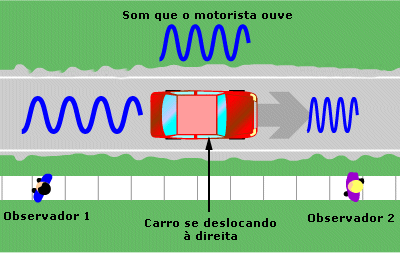 Som que o motorista ouve
Observador 1
Carro se deslocando
à direita
Observador 2